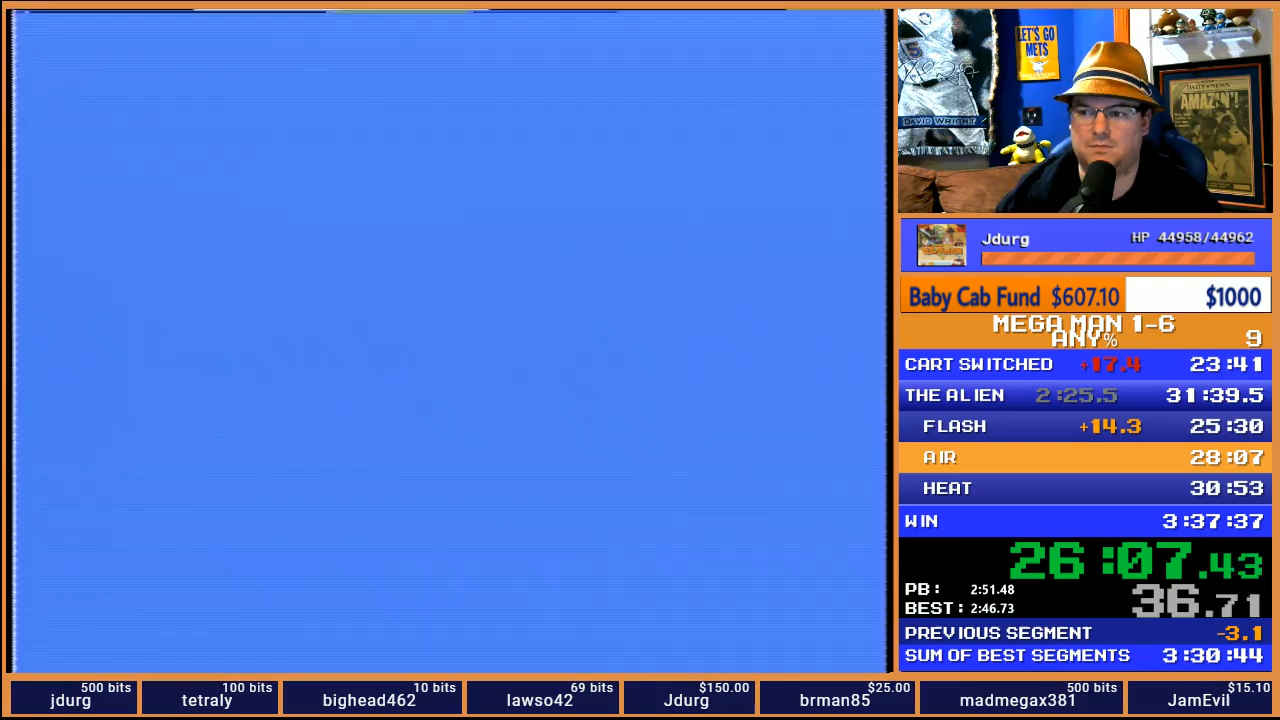 5
DAVID WRIGHT
LET'S GO
METS
DAILY NEWS
AMAZIN'!
Jdurg
HP 44958/44962
Baby Cab Fund $607.10
$1000
MEGA MAN 1-6
ANY%
9
CART SWITCHED +17.4 23:41
THE ALIEN 2:25.5 31:39.5
FLASH +14.3 25:30
AIR 28:07
HEAT 30:53
WIN 3:37:37
26:07.43
PB: 2:51.48
36.71
BEST: 2:46.73
PREVIOUS SEGMENT -3.1
SUM OF BEST SEGMENTS 3:30:44
500 bits
jdurg
100 bits
tetraly
10 bits
bighead462
69 bits
lawso42
$150.00
Jdurg
$25.00
brman85
500 bits
madmegax381
$15.10
JamEvil